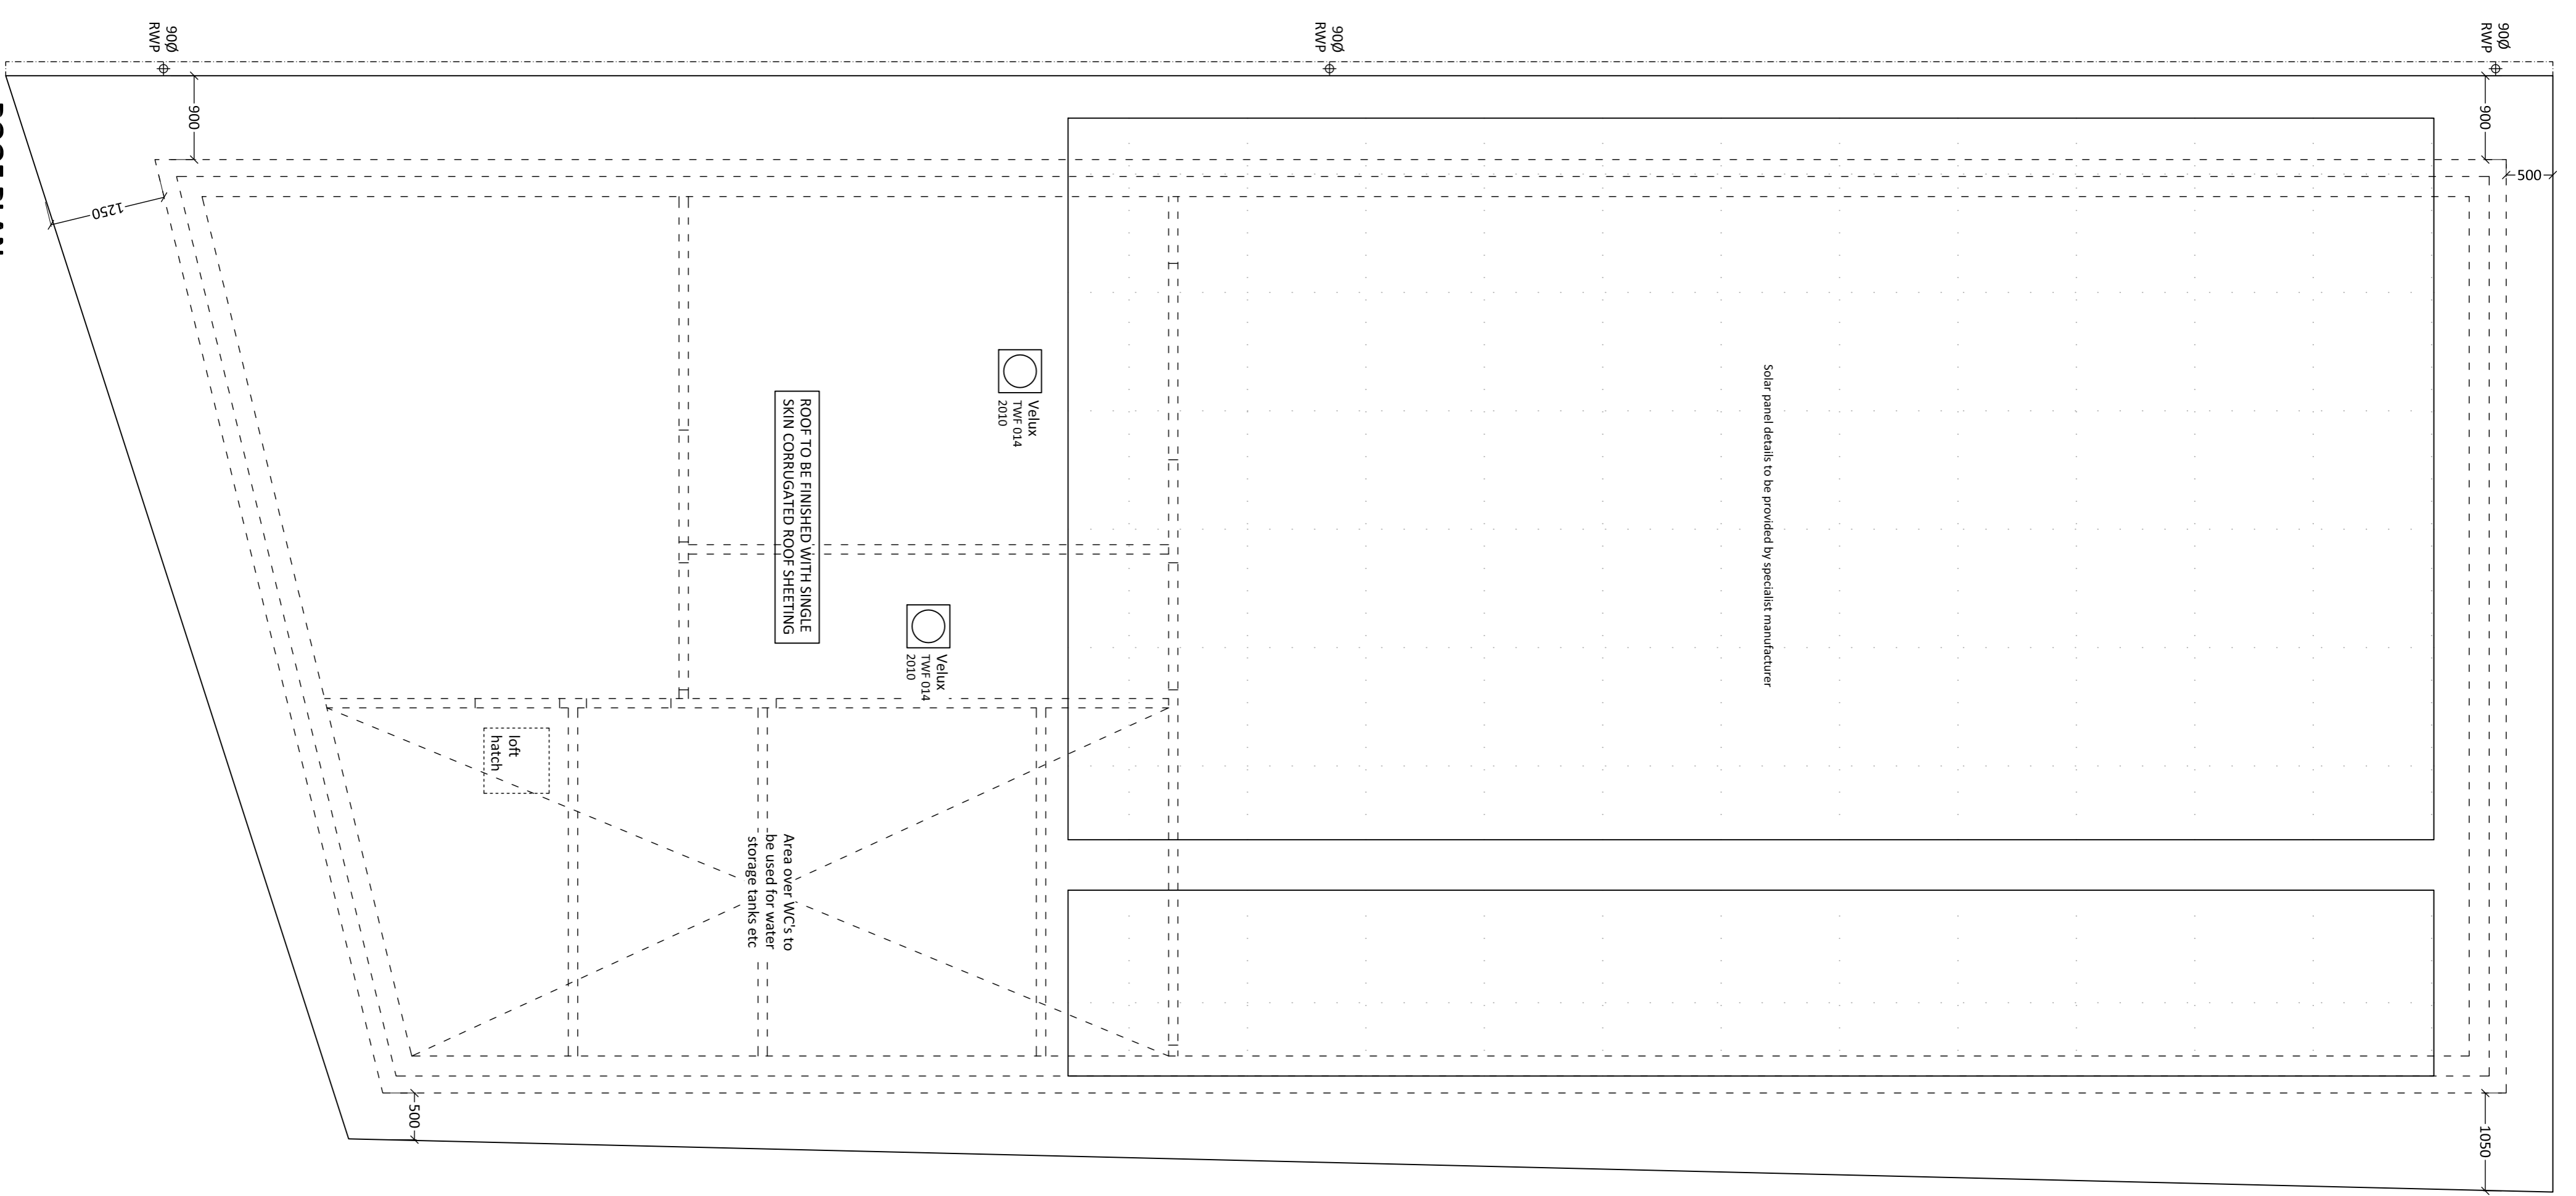 90Ø
RWP
90Ø
RWP
90Ø
RWP
900
900
500
1250
Solar panel details to be provided by specialist manufacturer
Velux
TWF 014
2010
ROOF TO BE FINISHED WITH SINGLE
SKIN CORRUGATED ROOF SHEETING
Velux
TWF 014
2010
loft
hatch
Area over WC's to
be used for water
storage tanks etc
500
1050